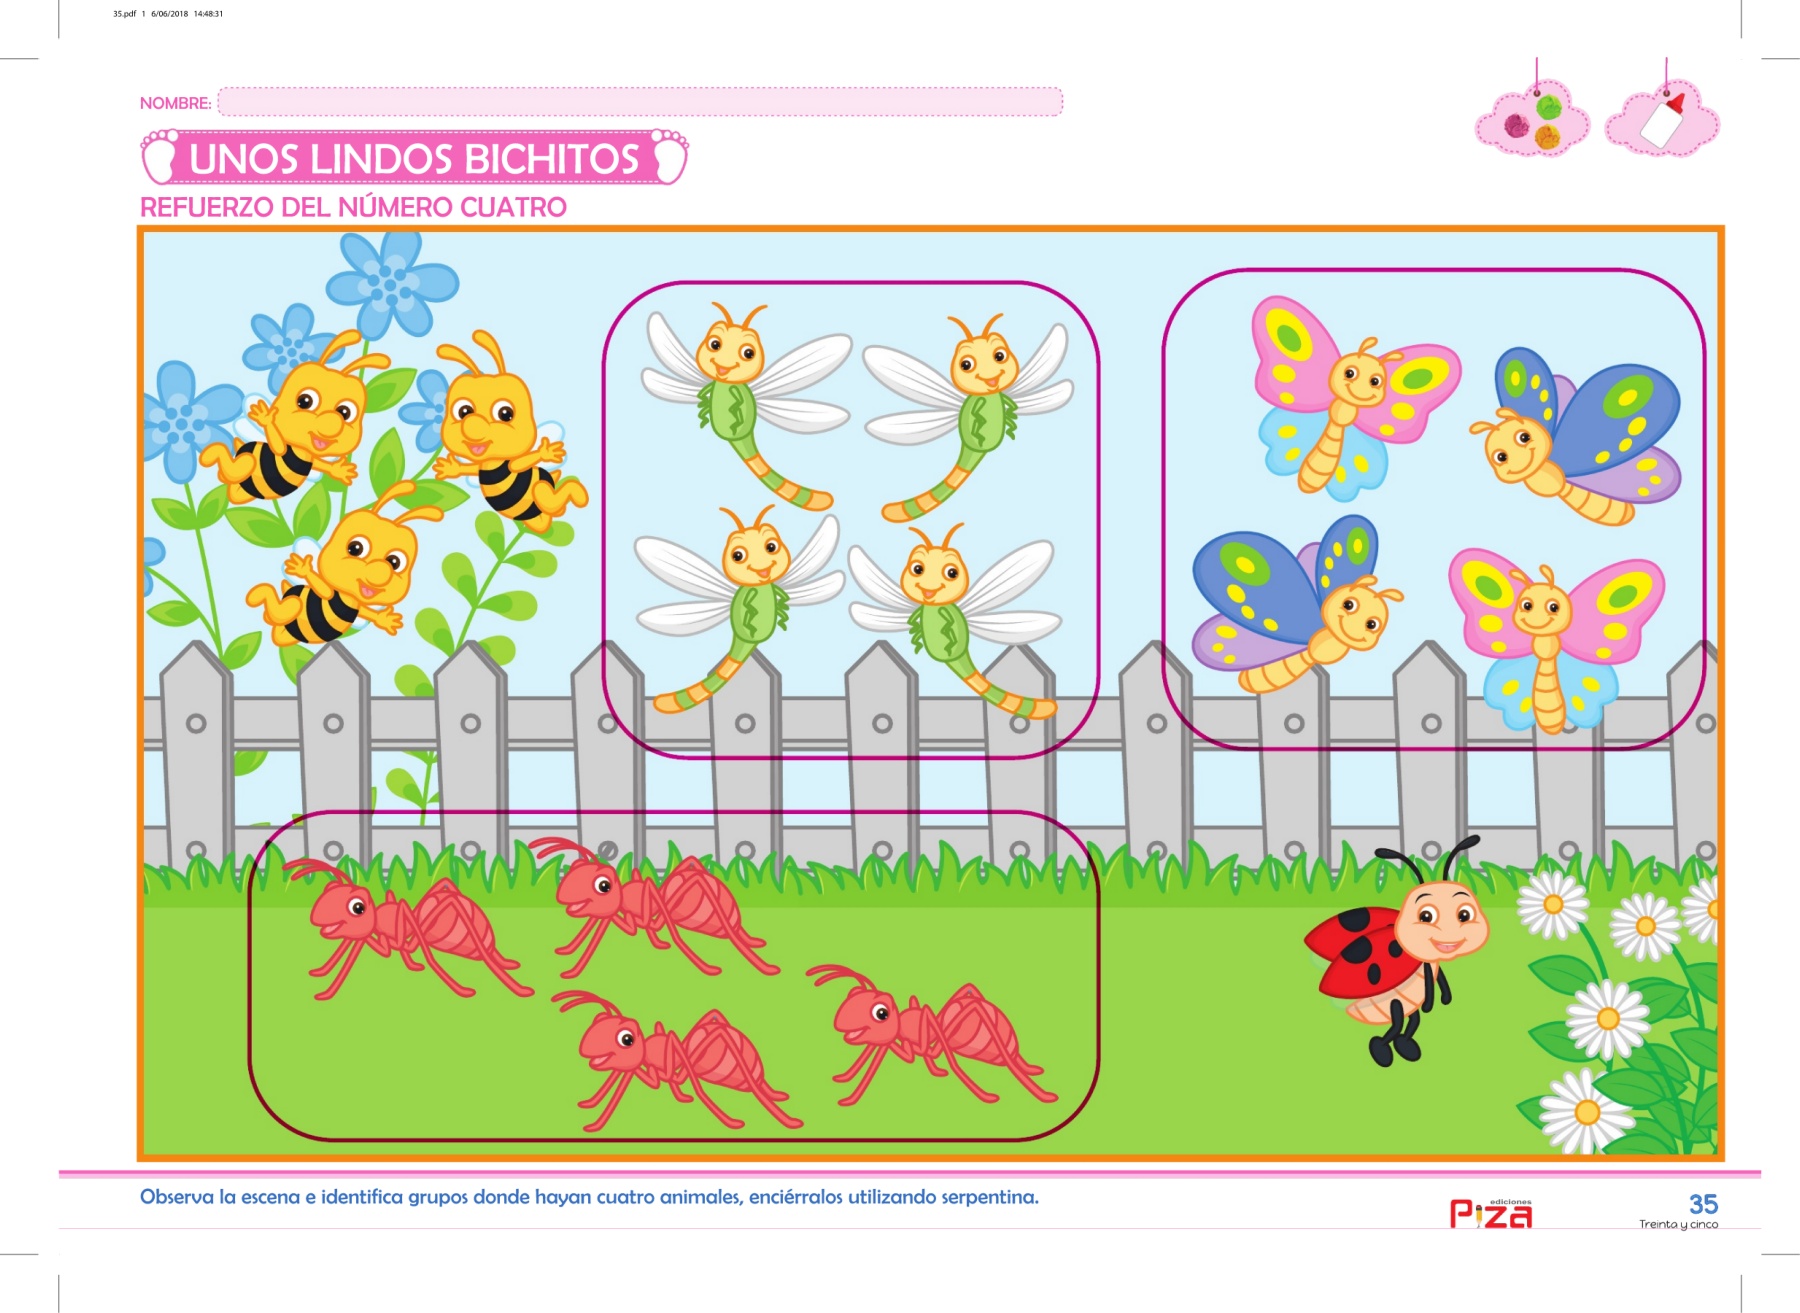 35.pdf 1 6/06/2018 14:48:31
NOMBRE:
UNOS LINDOS BICHITOS
REFUERZO DEL NÚMERO CUATRO
Observa la escena e identifica grupos donde hayan cuatro animales, enciérralos utilizando serpentina.
ediciones
Piza
35
Treinta y cinco